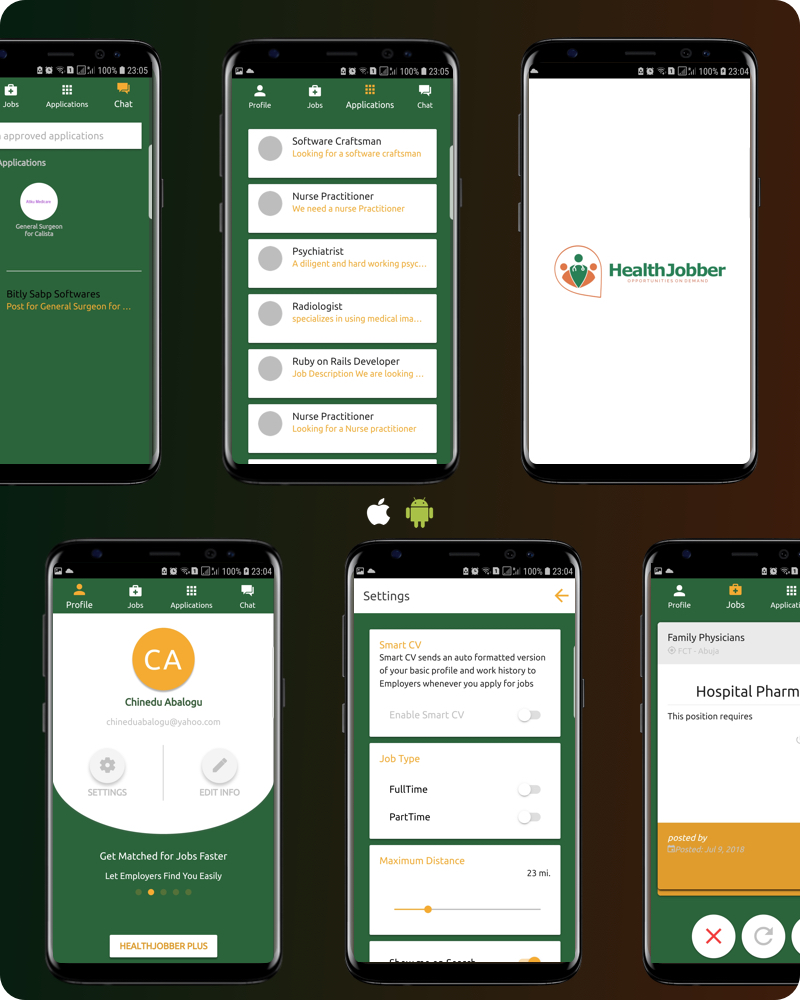 100% 23:05
Jobs
Applications
Chat
approved applications
Applications
Afriku Medicare
General Surgeon
for Calista
Bitly Sabp Softwares
Post for General Surgeon for ...
100% 23:05
Profile
Jobs
Applications
Chat
Software Craftsman
Looking for a software craftsman
Nurse Practitioner
We need a nurse Practitioner
Psychiatrist
A diligent and hard working psyc...
Radiologist
specializes in using medical ima...
Ruby on Rails Developer
Job Description We are looking ...
Nurse Practitioner
Looking for a Nurse practitioner
100% 23:04
HealthJobber
OPPORTUNITIES ON DEMAND
100% 23:04
Profile
Jobs
Applications
Chat
CA
Chinedu Abalogu
chineduabalogu@yahoo.com
SETTINGS
EDIT INFO
Get Matched for Jobs Faster
Let Employers Find You Easily
HEALTHJOBBER PLUS
100% 23:04
Settings
Smart CV
Smart CV sends an auto formatted version
of your basic profile and work history to
Employers whenever you apply for jobs
Enable Smart CV
Job Type
FullTime
PartTime
Maximum Distance
23 mi.
Show me on Search
Profile
Jobs
Applicati
Family Physicians
FCT - Abuja
Hospital Pharm
This position requires
posted by
Posted: Jul 9, 2018